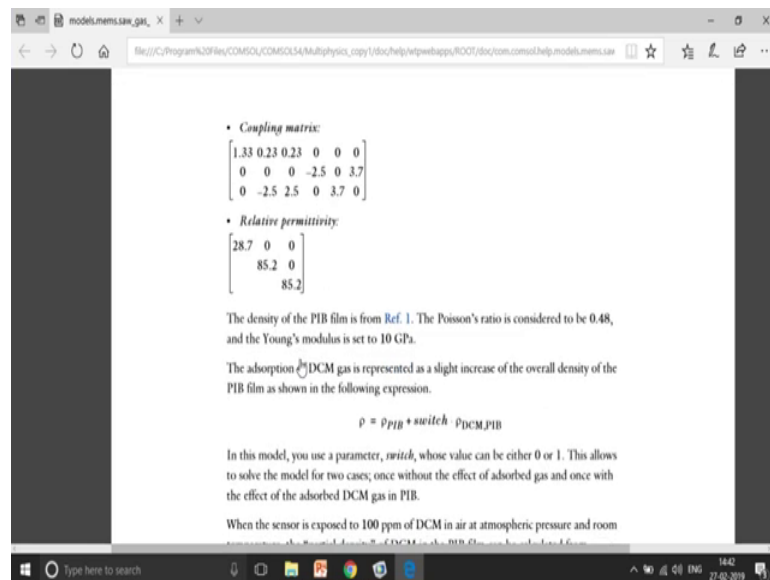 models.mems.saw_gas_
file:///C:/Program%20Files/COMSOL/COMSOL54/Multiphysics_copy1/doc/help/wtpwebapps/ROOT/doc/com.comsol.help.models.mems.saw
• Coupling matrix:
1.33 0.23 0.23 0 0 0
0 0 0 -2.5 0 3.7
0 -2.5 2.5 0 3.7 0
• Relative permittivity:
28.7 0 0
85.2 0
85.2
The density of the PIB film is from Ref. 1. The Poisson's ratio is considered to be 0.48,
and the Young's modulus is set to 10 GPa.
The adsorption DCM gas is represented as a slight increase of the overall density of the
PIB film as shown in the following expression.
ρ = ρPIB + switch · ρDCM,PIB
In this model, you use a parameter, switch, whose value can be either 0 or 1. This allows
to solve the model for two cases; once without the effect of adsorbed gas and once with
the effect of the adsorbed DCM gas in PIB.
When the sensor is exposed to 100 ppm of DCM in air at atmospheric pressure and room
Type here to search
ENG
14:42
27-02-2019